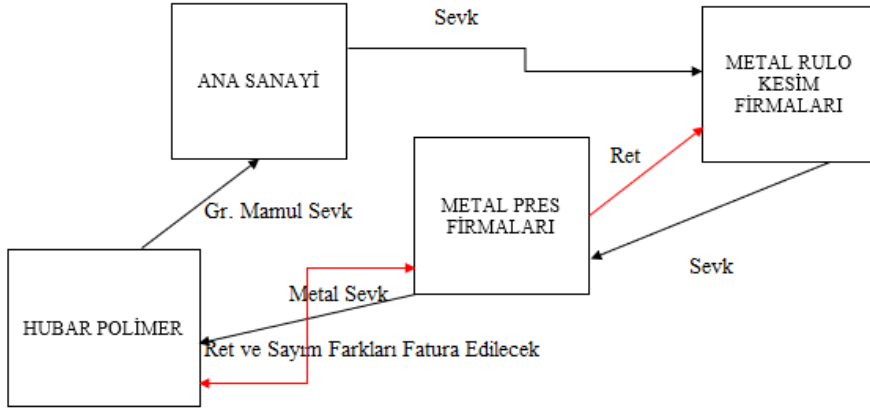 Sevk
ANA SANAYİ
METAL RULO
KESİM
FİRMALARI
Ret
METAL PRES
FİRMALARI
Gr. Mamul Sevk
Sevk
Metal Sevk
HUBAR POLİMER
Ret ve Sayım Farkları Fatura Edilecek